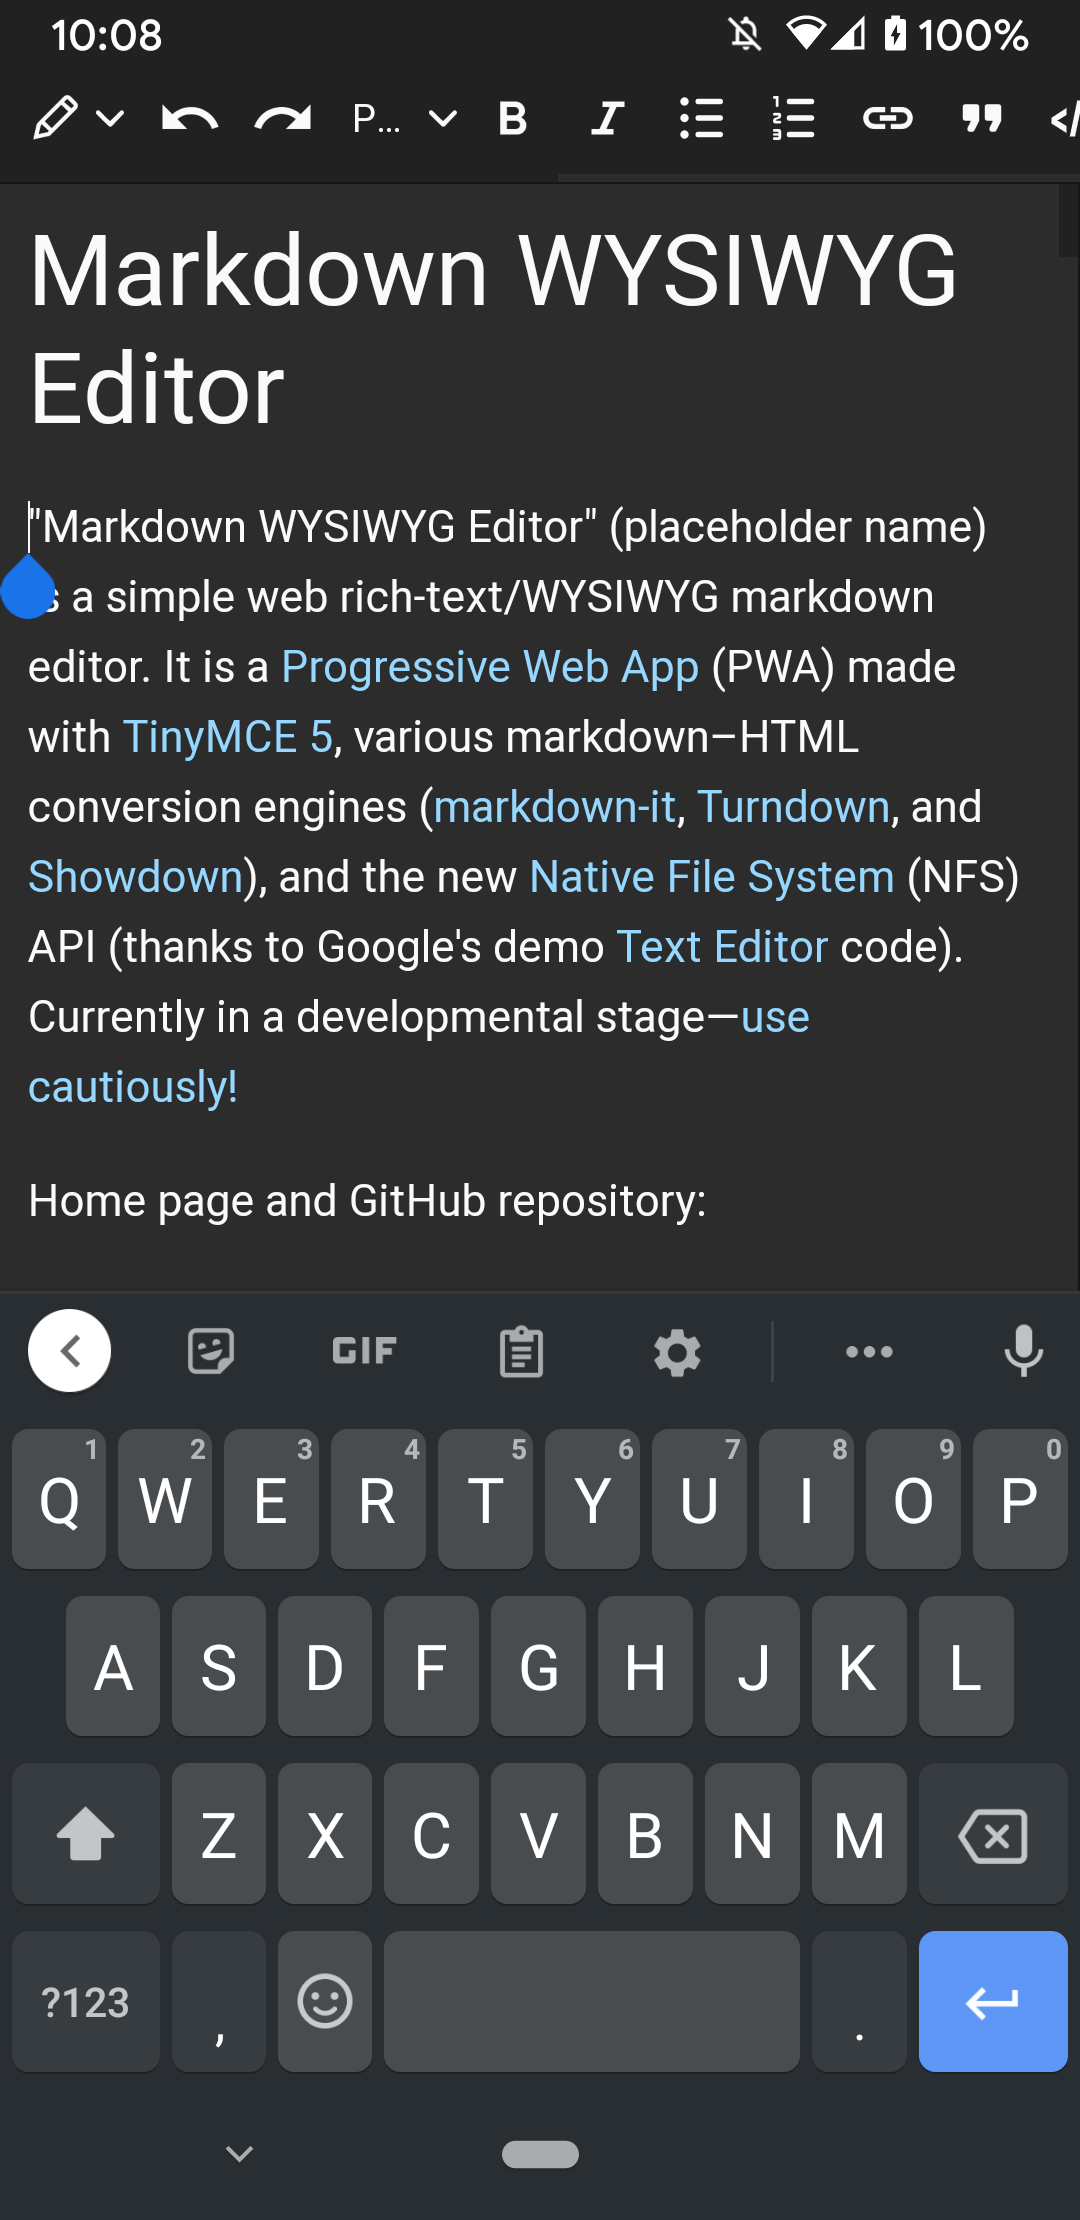 10:08 100%
P... B I
Markdown WYSIWYG
Editor
"Markdown WYSIWYG Editor" (placeholder name)
a simple web rich-text/WYSIWYG markdown
editor. It is a Progressive Web App (PWA) made
with TinyMCE 5, various markdown–HTML
conversion engines (markdown-it, Turndown, and
Showdown), and the new Native File System (NFS)
API (thanks to Google's demo Text Editor code).
Currently in a developmental stage—use
cautiously!
Home page and GitHub repository:
GIF
1 2 3 4 5 6 7 8 9 0
Q W E R T Y U I O P
A S D F G H J K L
Z X C V B N M
?123 , .